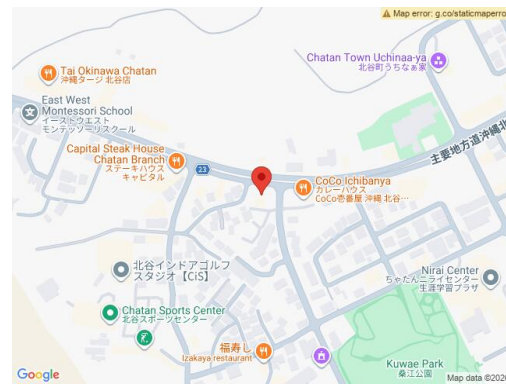 Map error: g.co/staticmaperro
Chatan Town Uchinaa-ya
北谷町うちなぁ家
Taj Okinawa Chatan
沖縄タージ 北谷店
East West
Montessori School
イーストウエスト
モンテッソーリスクール
主要地方道沖縄北
Capital Steak House
Chatan Branch
ステーキハウス
キャピタル
23
CoCo Ichibanya
カレーハウス
CoCo壱番屋 沖縄 北谷…
北谷インドアゴルフ
スタジオ【CIS】
Nirai Center
ちゃたんニライセンター
生涯学習プラザ
Chatan Sports Center
北谷スポーツセンター
福寿し
Izakaya restaurant
Kuwae Park
桑江公園
Google
Map data ©2026